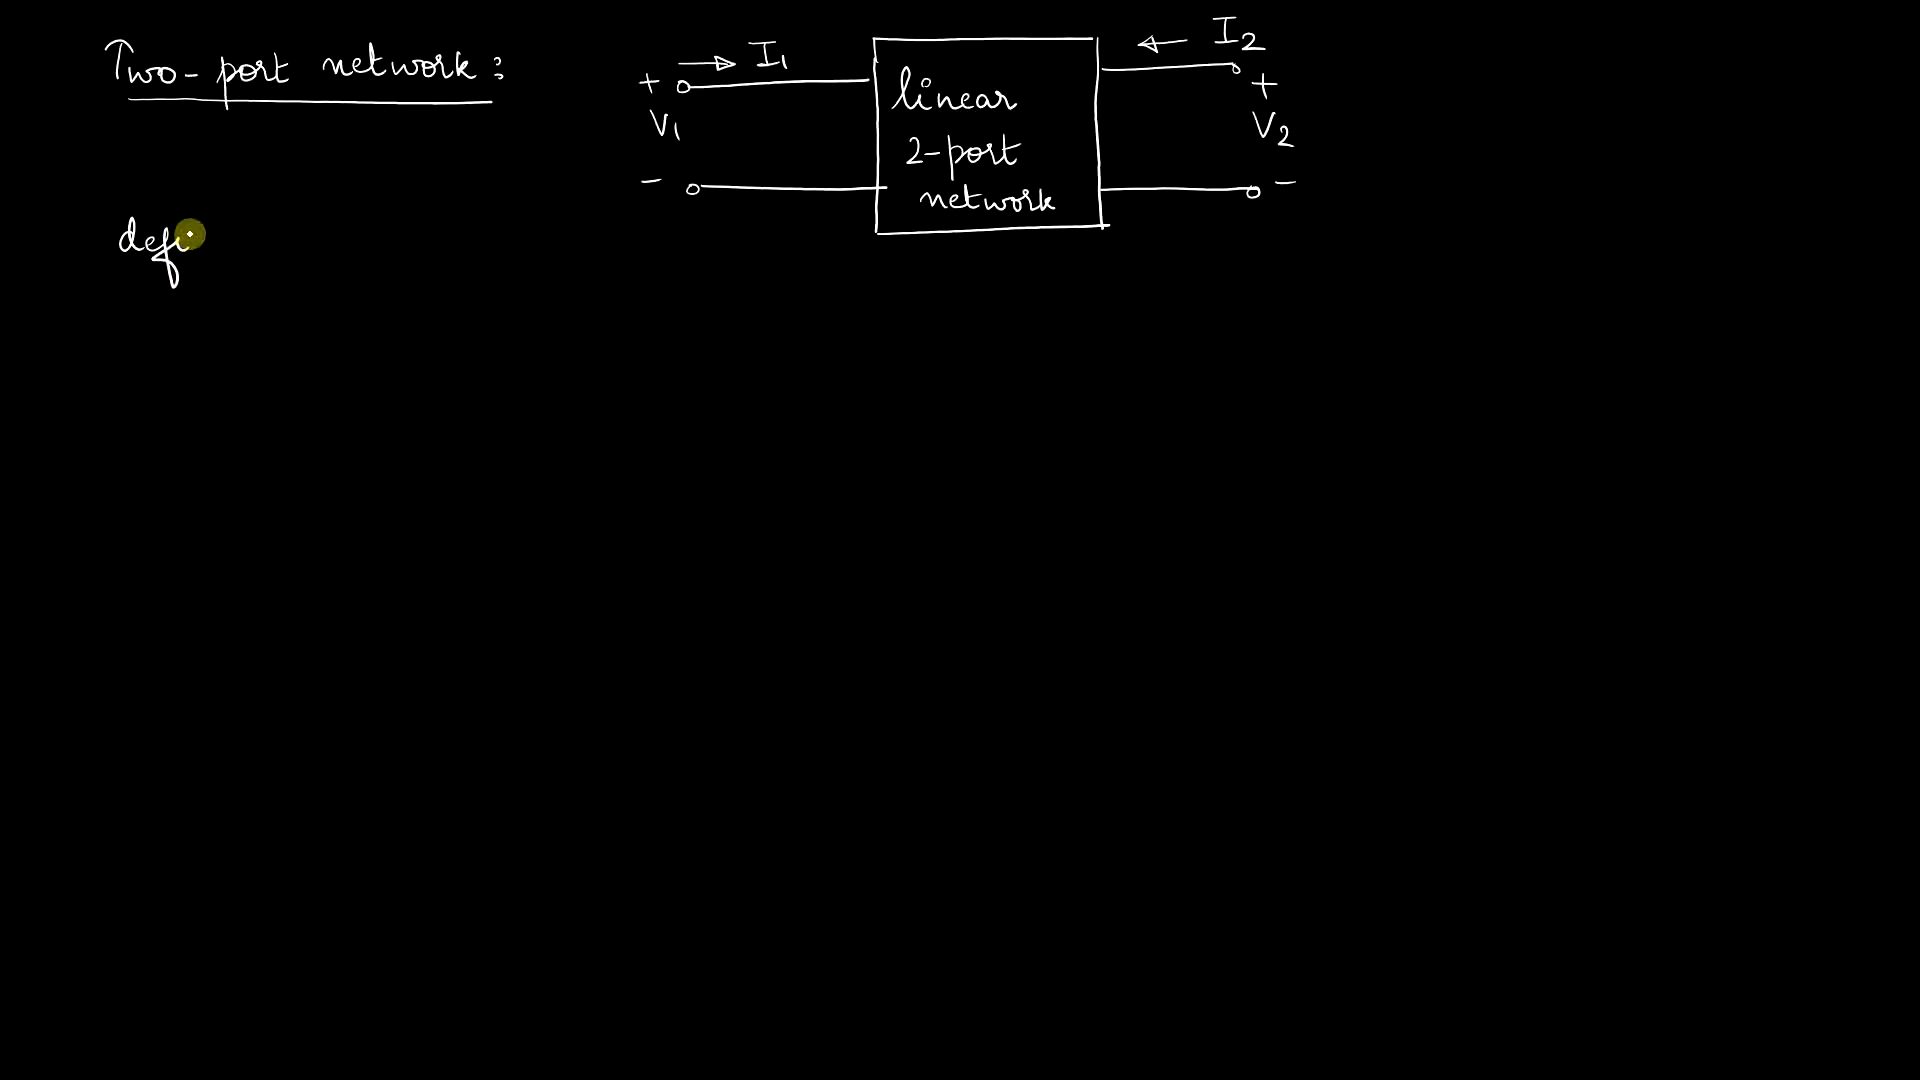 Two-port network :
I1
I2
+
V1
-
linear
2-port
network
+
V2
-
defi